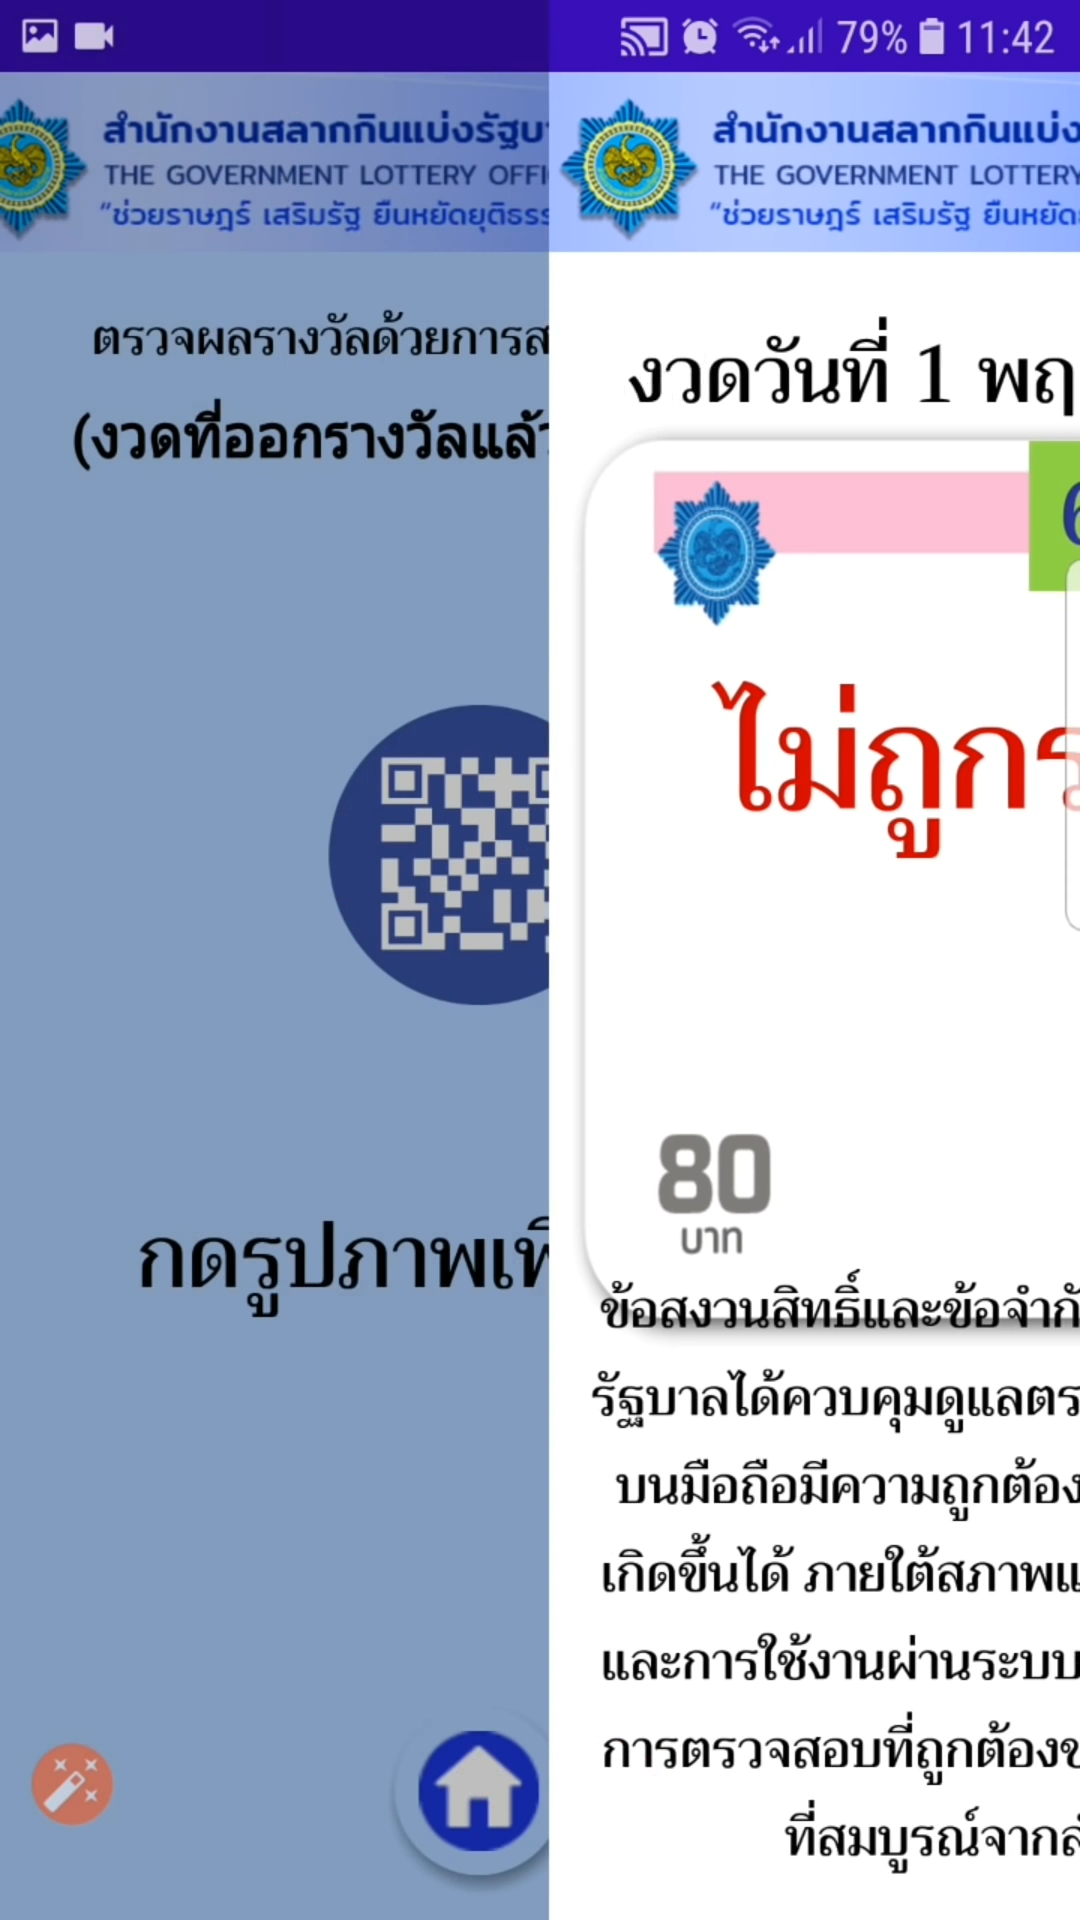 79% 11:42
สำนักงานสลากกินแบ่งรัฐบ
THE GOVERNMENT LOTTERY OFFI
"ช่วยราษฎร์ เสริมรัฐ ยืนหยัดยุติธรร
ตรวจผลรางวัลด้วยการส
(งวดที่ออกรางวัลแล้ว
กดรูปภาพเพื
สำนักงานสลากกินแบ่ง
THE GOVERNMENT LOTTERY
"ช่วยราษฎร์ เสริมรัฐ ยืนหยัด
งวดวันที่ 1 พฤ
6
ไม่ถูกร
80
บาท
ข้อสงวนสิทธิ์และข้อจำกั
รัฐบาลได้ควบคุมดูแลตร
บนมือถือมีความถูกต้อง
เกิดขึ้นได้ ภายใต้สภาพแ
และการใช้งานผ่านระบบ
การตรวจสอบที่ถูกต้องข
ที่สมบูรณ์จากสำ